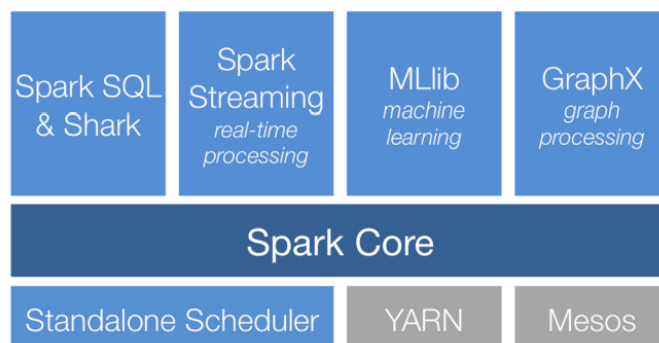 Spark SQL
& Shark
Spark
Streaming
real-time
processing
MLlib
machine
learning
GraphX
graph
processing
Spark Core
Standalone Scheduler
YARN
Mesos